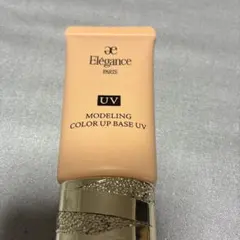 æ
Elégance
PARIS
UV
MODELING
COLOR UP BASE UV